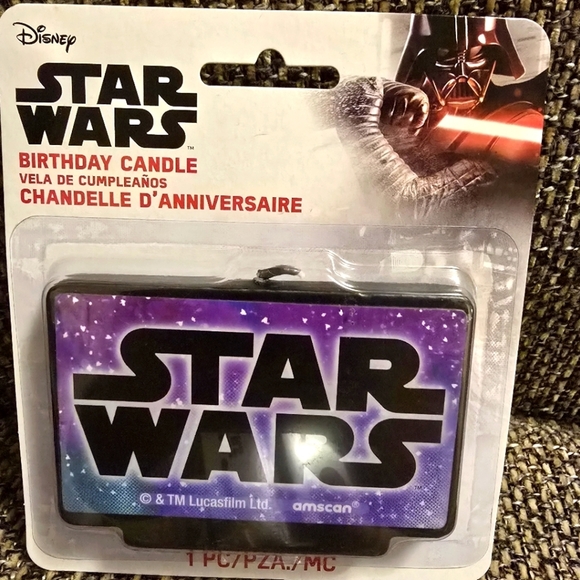 Disney
STAR
WARS™
BIRTHDAY CANDLE
VELA DE CUMPLEAÑOS
CHANDELLE D'ANNIVERSAIRE
STAR
WARS
© & TM Lucasfilm Ltd. amscan®
1 PC/PZA./MC